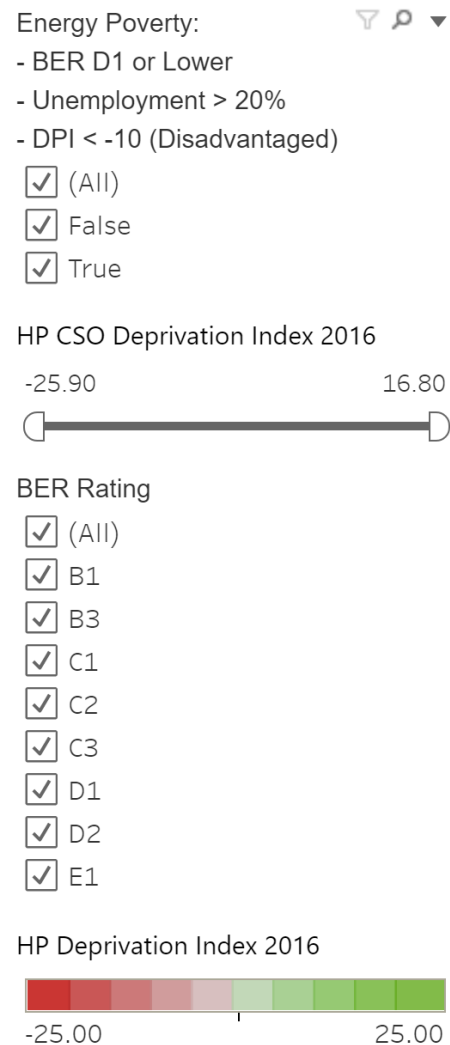 Energy Poverty:
- BER D1 or Lower
- Unemployment > 20%
- DPI < -10 (Disadvantaged)
(All)
False
True
HP CSO Deprivation Index 2016
-25.90 16.80
BER Rating
(All)
B1
B3
C1
C2
C3
D1
D2
E1
HP Deprivation Index 2016
-25.00 25.00